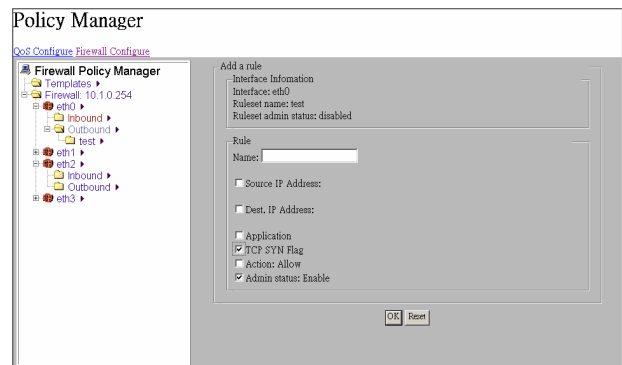 Policy Manager
QoS Configure Firewall Configure
Firewall Policy Manager
Templates
Firewall: 10.1.0.254
eth0
Inbound
Outbound
test
eth1
eth2
Inbound
Outbound
eth3
Add a rule
Interface Infomation
Interface: eth0
Ruleset name: test
Ruleset admin status: disabled
Rule
Name:
Source IP Address:
Dest. IP Address:
Application
TCP SYN Flag
Action: Allow
Admin status: Enable
OK Reset